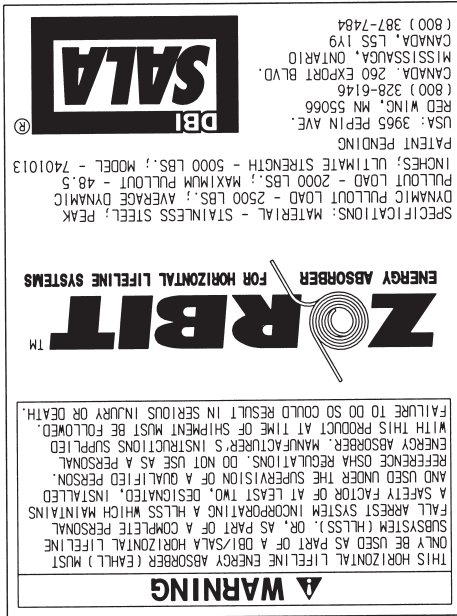 WARNING
THIS HORIZONTAL LIFELINE ENERGY ABSORBER (EAHLL) MUST
ONLY BE USED AS PART OF A DBI/SALA HORIZONTAL LIFELINE
SUBSYSTEM (HLLSS). OR, AS PART OF A COMPLETE PERSONAL
FALL ARREST SYSTEM INCORPORATING A HLLSS WHICH MAINTAINS
A SAFETY FACTOR OF AT LEAST TWO, DESIGNATED, INSTALLED
AND USED UNDER THE SUPERVISION OF A QUALIFIED PERSON.
REFERENCE OSHA REGULATIONS. DO NOT USE AS A PERSONAL
ENERGY ABSORBER. MANUFACTURER'S INSTRUCTIONS SUPPLIED
WITH THIS PRODUCT AT TIME OF SHIPMENT MUST BE FOLLOWED.
FAILURE TO DO SO COULD RESULT IN SERIOUS INJURY OR DEATH.
ZORBIT™
ENERGY ABSORBER FOR HORIZONTAL LIFELINE SYSTEMS
SPECIFICATIONS: MATERIAL - STAINLESS STEEL; PEAK
DYNAMIC PULLOUT LOAD - 2500 LBS.; AVERAGE DYNAMIC
PULLOUT LOAD - 2000 LBS.; MAXIMUM PULLOUT - 48.5
INCHES; ULTIMATE STRENGTH - 5000 LBS.; MODEL - 7401013
PATENT PENDING
USA: 3965 PEPIN AVE.
RED WING, MN 55066
(800) 328-6146
CANADA. 260 EXPORT BLVD.
MISSISSAUGA, ONTARIO
CANADA, L5S 1Y9
(800) 387-7484
DBI
SALA
®